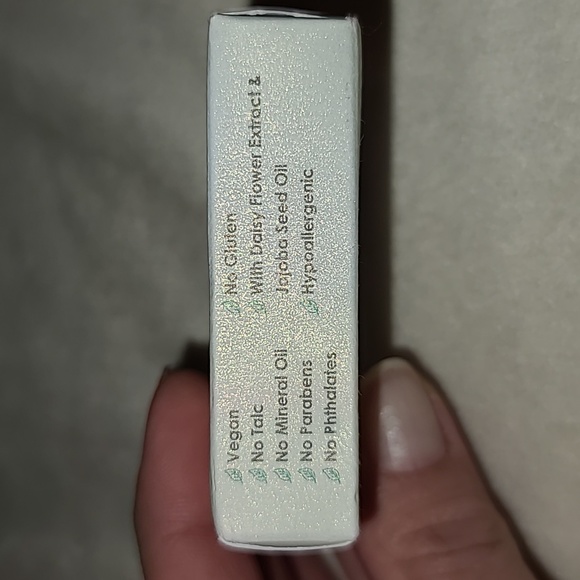 Vegan
No Talc
No Mineral Oil
No Parabens
No Phthalates
No Gluten
With Daisy Flower Extract &
Jojoba Seed Oil
Hypoallergenic